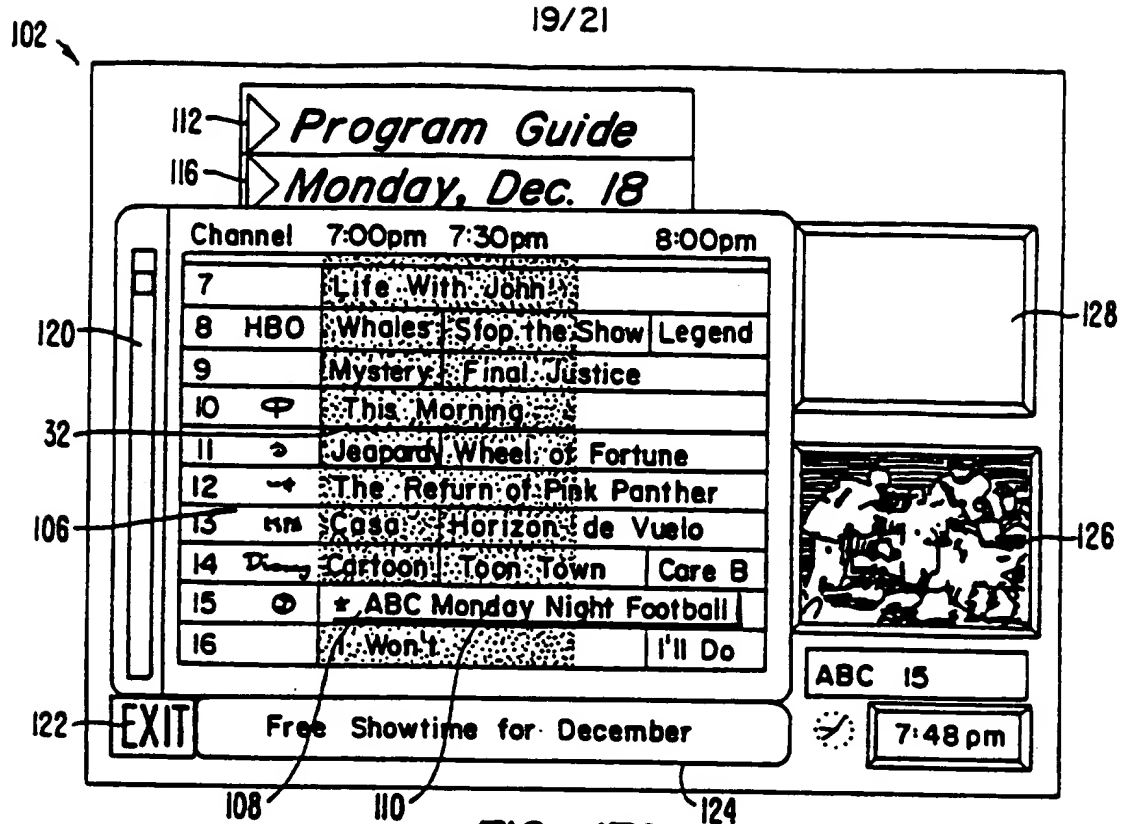 19/21
102
112
Program Guide
116
Monday, Dec. 18
Channel 7:00pm 7:30pm 8:00pm
7 Life With John
8 HBO Whales Stop the Show Legend
120
128
9 Mystery Final Justice
10 This Morning
32
11 Jeapardy Wheel of Fortune
12 The Return of Pink Panther
106
13 Casa Horizon de Vuelo
126
14 Disney Cartoon Toon Town Care B
15 * ABC Monday Night Football
16 I Won't I'll Do
ABC 15
122
EXIT
Free Showtime for December
7:48 pm
108
110
124